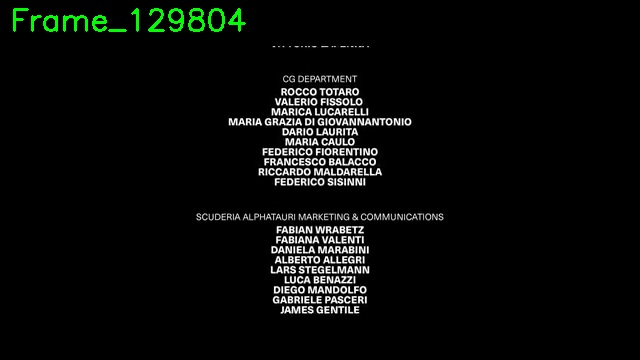 Frame_129804
CG DEPARTMENT
ROCCO TOTARO
VALERIO FISSOLO
MARICA LUCARELLI
MARIA GRAZIA DI GIOVANNANTONIO
DARIO LAURITA
MARIA CAULO
FEDERICO FIORENTINO
FRANCESCO BALACCO
RICCARDO MALDARELLA
FEDERICO SISINNI
SCUDERIA ALPHATAURI MARKETING & COMMUNICATIONS
FABIAN WRABETZ
FABIANA VALENTI
DANIELA MARABINI
ALBERTO ALLEGRI
LARS STEGELMANN
LUCA BENAZZI
DIEGO MANDOLFO
GABRIELE PASCERI
JAMES GENTILE